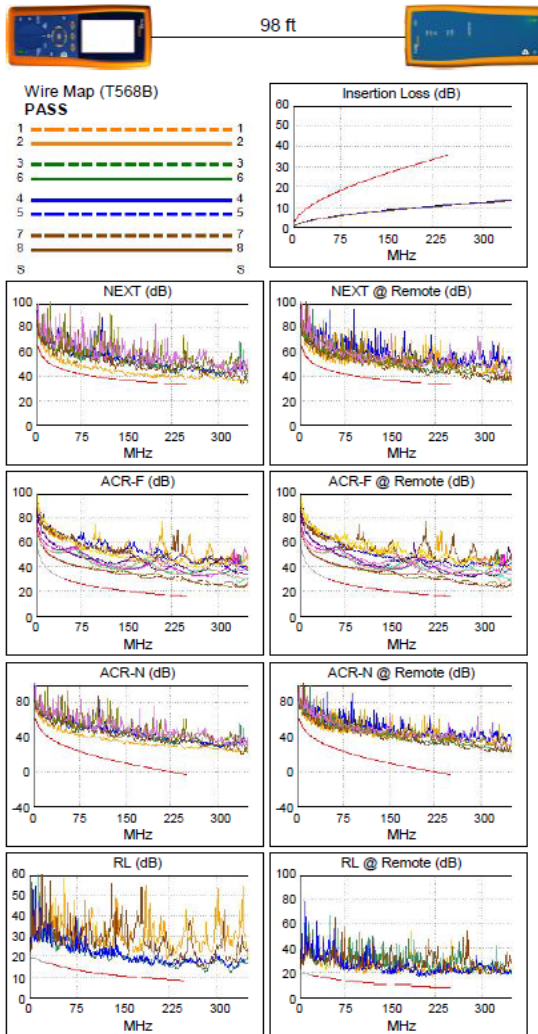 98 ft
Wire Map (T568B)
PASS
1 1
2 2
3 3
6 6
4 4
5 5
7 7
8 8
S S
Insertion Loss (dB)
60
50
40
30
20
10
0
0 75 150 225 300
MHz
NEXT (dB)
100
80
60
40
20
0
0 75 150 225 300
MHz
NEXT @ Remote (dB)
100
80
60
40
20
0
0 75 150 225 300
MHz
ACR-F (dB)
100
80
60
40
20
0
0 75 150 225 300
MHz
ACR-F @ Remote (dB)
100
80
60
40
20
0
0 75 150 225 300
MHz
ACR-N (dB)
80
40
0
-40
0 75 150 225 300
MHz
ACR-N @ Remote (dB)
80
40
0
-40
0 75 150 225 300
MHz
RL (dB)
60
50
40
30
20
10
0
0 75 150 225 300
MHz
RL @ Remote (dB)
100
80
60
40
20
0
0 75 150 225 300
MHz